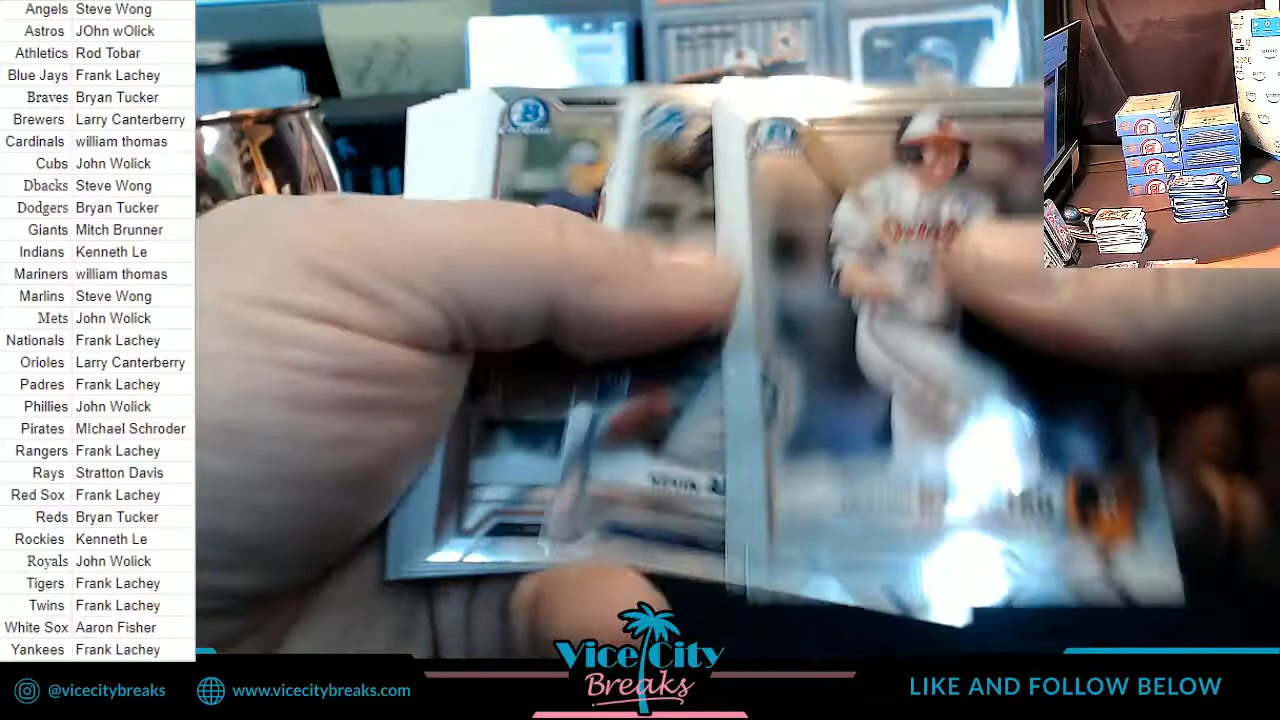 Angels Steve Wong
Astros JOhn wOlick
Athletics Rod Tobar
Blue Jays Frank Lachey
Braves Bryan Tucker
Brewers Larry Canterberry
Cardinals william thomas
Cubs John Wolick
Dbacks Steve Wong
Dodgers Bryan Tucker
Giants Mitch Brunner
Indians Kenneth Le
Mariners william thomas
Marlins Steve Wong
Mets John Wolick
Nationals Frank Lachey
Orioles Larry Canterberry
Padres Frank Lachey
Phillies John Wolick
Pirates MIchael Schroder
Rangers Frank Lachey
Rays Stratton Davis
Red Sox Frank Lachey
Reds Bryan Tucker
Rockies Kenneth Le
Royals John Wolick
Tigers Frank Lachey
Twins Frank Lachey
White Sox Aaron Fisher
Yankees Frank Lachey
@vicecitybreaks
www.vicecitybreaks.com
Vice City
Breaks
LIKE AND FOLLOW BELOW